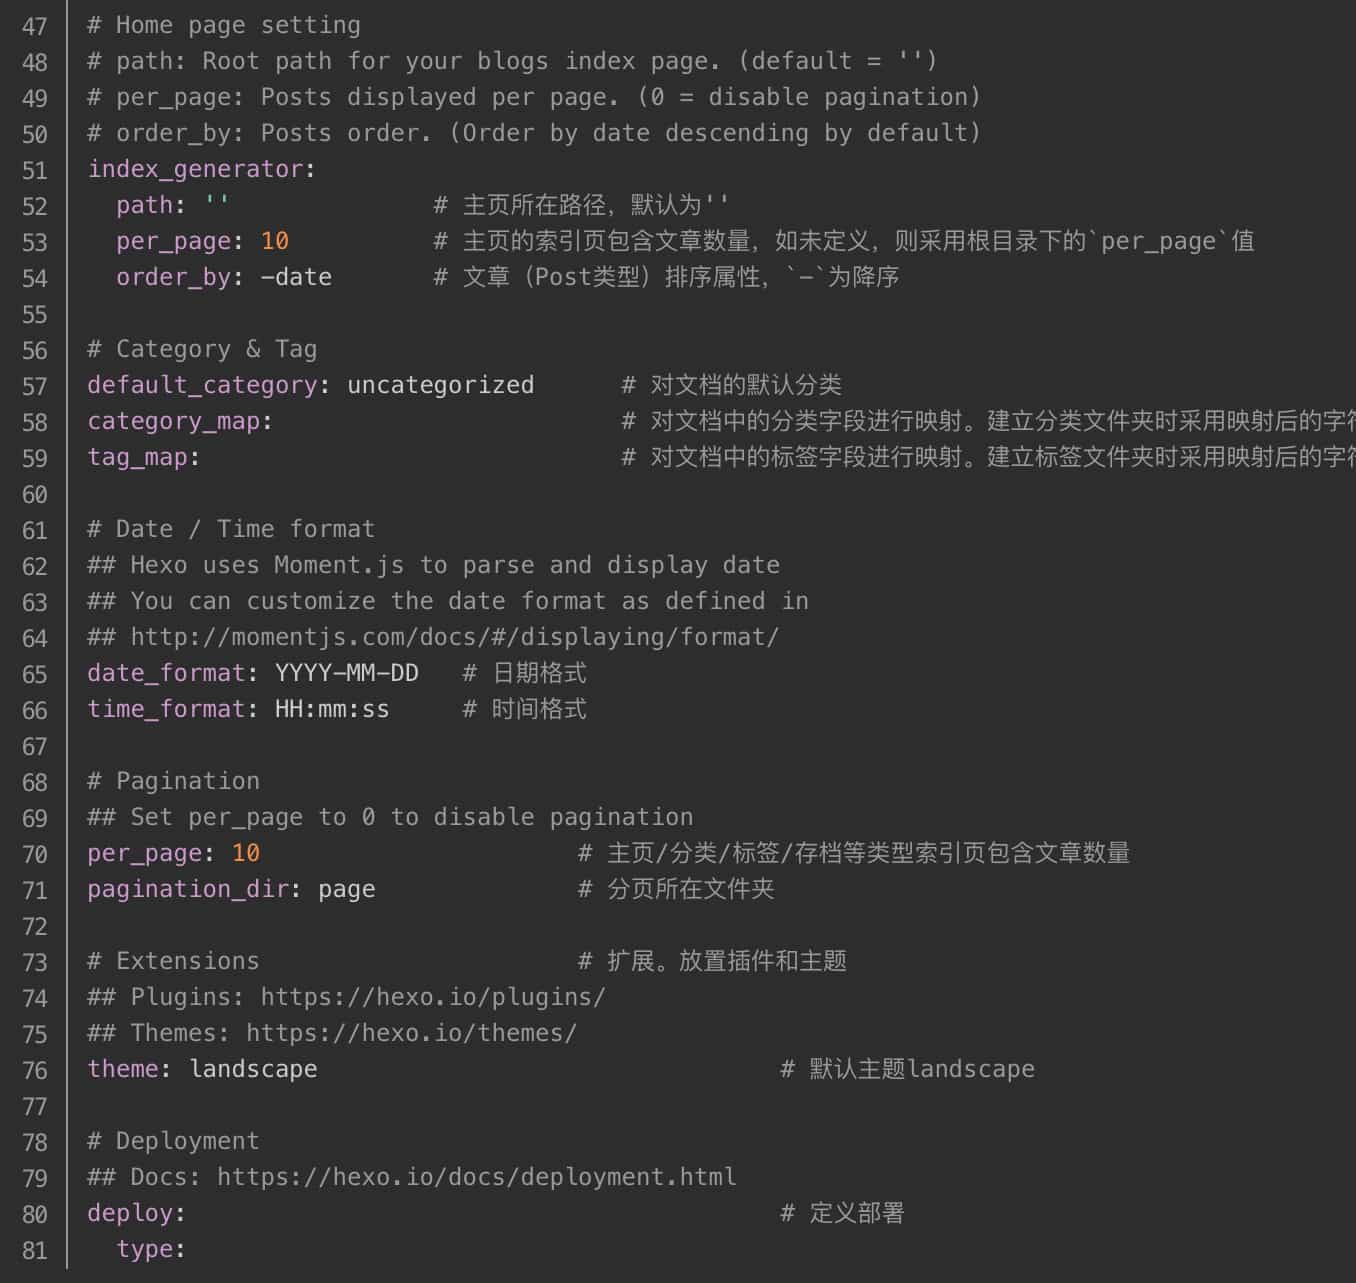 47 # Home page setting
48 # path: Root path for your blogs index page. (default = '')
49 # per_page: Posts displayed per page. (0 = disable pagination)
50 # order_by: Posts order. (Order by date descending by default)
51 index_generator:
52   path: ''              # 主页所在路径，默认为''
53   per_page: 10          # 主页的索引页包含文章数量，如未定义，则采用根目录下的`per_page`值
54   order_by: -date       # 文章（Post类型）排序属性，`-`为降序
55
56 # Category & Tag
57 default_category: uncategorized      # 对文档的默认分类
58 category_map:                        # 对文档中的分类字段进行映射。建立分类文件夹时采用映射后的字
59 tag_map:                             # 对文档中的标签字段进行映射。建立标签文件夹时采用映射后的字
60
61 # Date / Time format
62 ## Hexo uses Moment.js to parse and display date
63 ## You can customize the date format as defined in
64 ## http://momentjs.com/docs/#/displaying/format/
65 date_format: YYYY-MM-DD   # 日期格式
66 time_format: HH:mm:ss     # 时间格式
67
68 # Pagination
69 ## Set per_page to 0 to disable pagination
70 per_page: 10                      # 主页/分类/标签/存档等类型索引页包含文章数量
71 pagination_dir: page              # 分页所在文件夹
72
73 # Extensions                      # 扩展。放置插件和主题
74 ## Plugins: https://hexo.io/plugins/
75 ## Themes: https://hexo.io/themes/
76 theme: landscape                                # 默认主题landscape
77
78 # Deployment
79 ## Docs: https://hexo.io/docs/deployment.html
80 deploy:                                         # 定义部署
81   type: